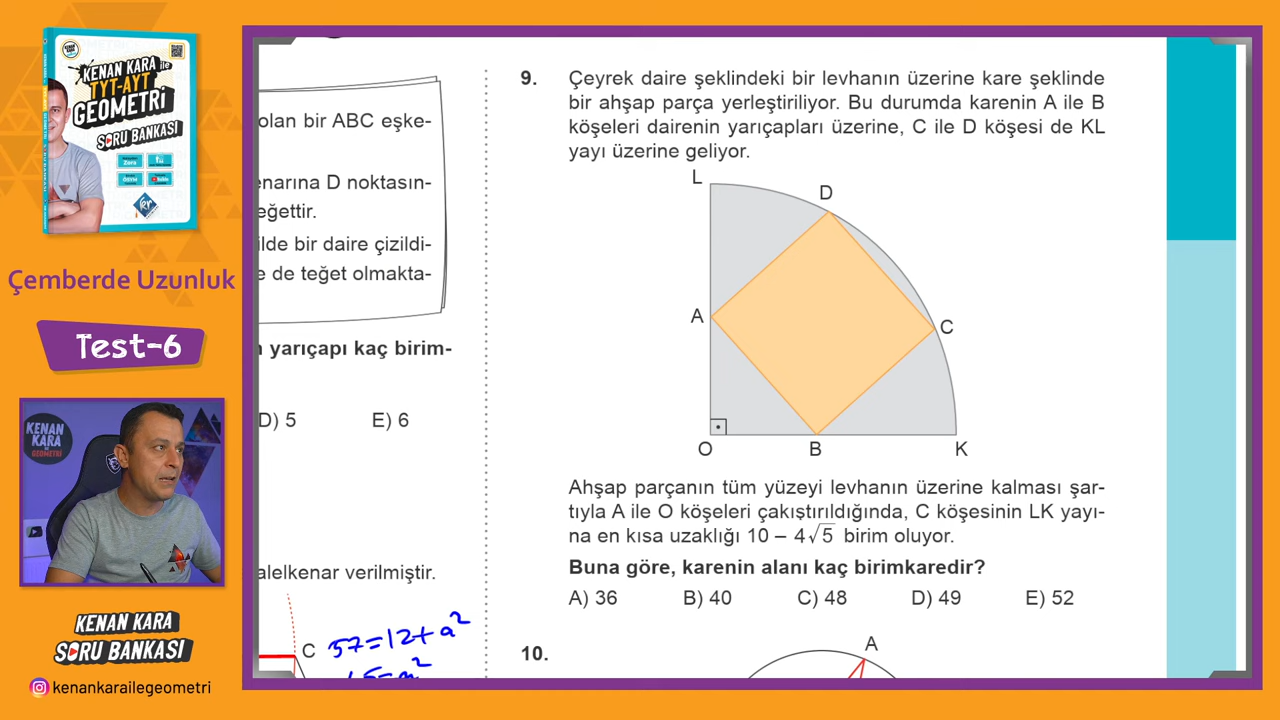 KENAN KARA ile
TYT-AYT
GEOMETRİ
SORU BANKASI
Çemberde Uzunluk
Test-6
KENAN
KARA
GEOMETRİ
KENAN KARA
SORU BANKASI
kenankarailegeometri
olan bir ABC eşke-
enarına D noktasın-
eğettir.
ilde bir daire çizildi-
e de teğet olmakta-
yarıçapı kaç birim-
D) 5 E) 6
alelkenar verilmiştir.
C 57=12+a²
9. Çeyrek daire şeklindeki bir levhanın üzerine kare şeklinde
bir ahşap parça yerleştiriliyor. Bu durumda karenin A ile B
köşeleri dairenin yarıçapları üzerine, C ile D köşesi de KL
yayı üzerine geliyor.
L
D
A
C
O
B
K
Ahşap parçanın tüm yüzeyi levhanın üzerine kalması şar-
tıyla A ile O köşeleri çakıştırıldığında, C köşesinin LK yayı-
na en kısa uzaklığı 10 – 4√5 birim oluyor.
Buna göre, karenin alanı kaç birimkaredir?
A) 36 B) 40 C) 48 D) 49 E) 52
10.
A